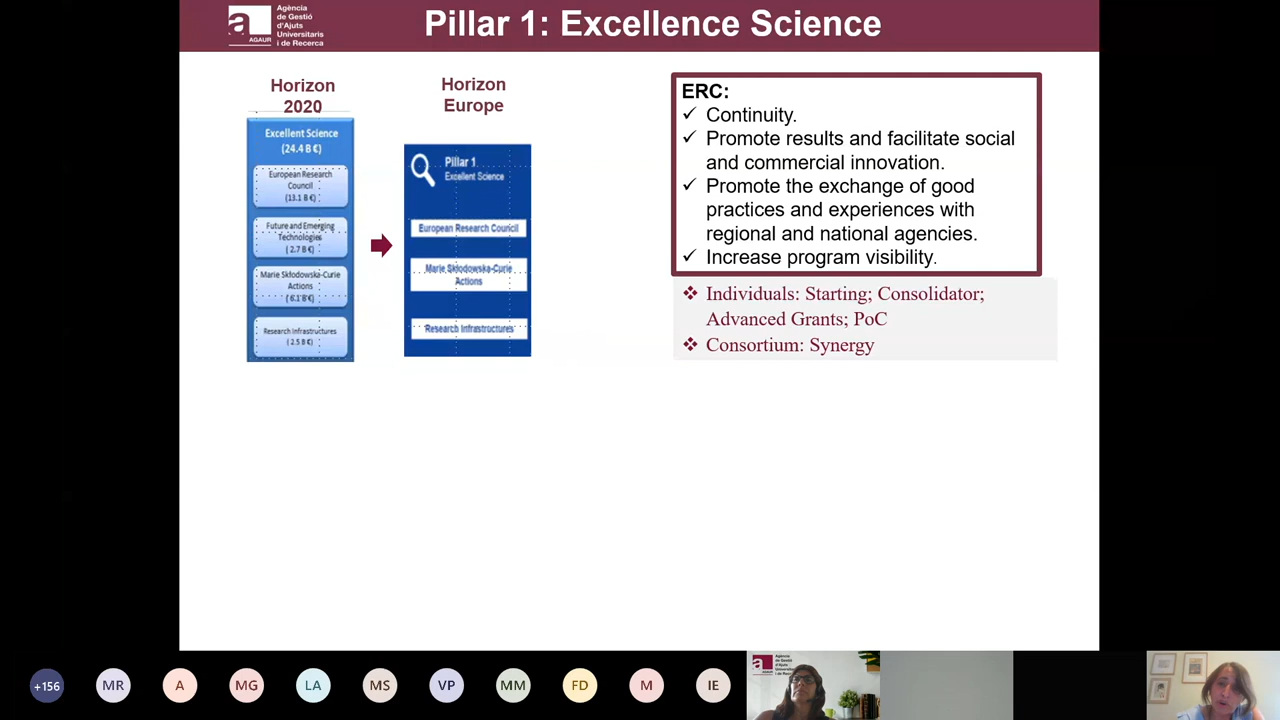 Agència
de Gestió
d'Ajuts
Universitaris
i de Recerca
a
AGAUR
Pillar 1: Excellence Science
Horizon
2020
Excellent Science
(24.4 B €)
European Research
Council
(13.1 B €)
Future and Emerging
Technologies
(2.7 B €)
Marie Skłodowska-Curie
Actions
(6.1 B €)
Research Infrastructures
(2.5 B €)
Horizon
Europe
Pillar 1
Excellent Science
European Research Council
Marie Skłodowska-Curie
Actions
Research Infrastructures
ERC:
✓ Continuity.
✓ Promote results and facilitate social
and commercial innovation.
✓ Promote the exchange of good
practices and experiences with
regional and national agencies.
✓ Increase program visibility.
❖ Individuals: Starting; Consolidator;
Advanced Grants; PoC
❖ Consortium: Synergy
+156
MR
A
MG
LA
MS
VP
MM
FD
M
IE
Agència
de Gestió
d'Ajuts